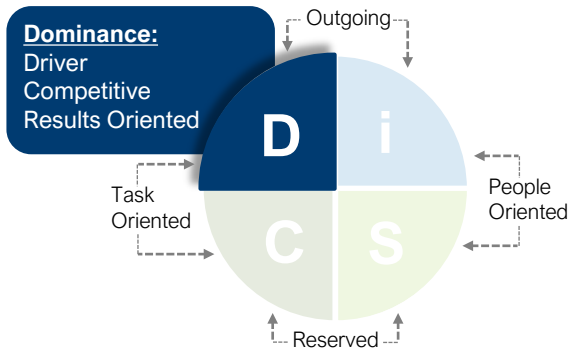 Outgoing
Dominance:
Driver
Competitive
Results Oriented
D
i
Task
Oriented
People
Oriented
C
S
Reserved